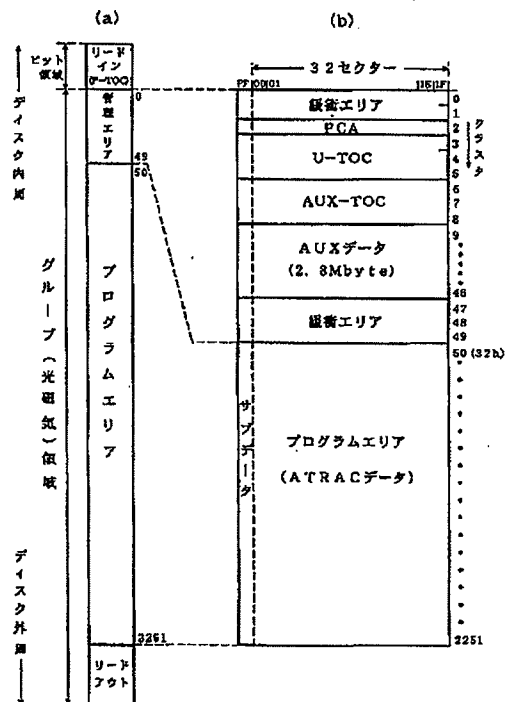 (a)
(b)
ピット
領域
リード
イン
(P-TOC)
32セクター
FF 00 01
1E 1F
ディスク内周
管理エリア
0
49
50
緩衝エリア
PCA
U-TOC
AUX-TOC
AUXデータ
(2. 8Mbyte)
緩衝エリア
0
1
2
3
4
5
6
7
8
9
46
47
48
49
50 (32h)
クラスタ
グルーブ(光磁気)領域
プログラムエリア
サブデータ
プログラムエリア
(ATRACデータ)
ディスク外周
2251
2251
リード
アウト